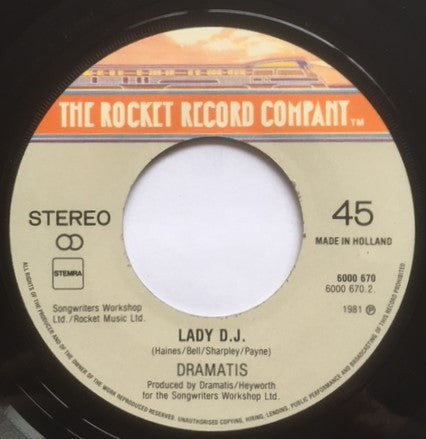 THE ROCKET RECORD COMPANY TM
STEREO
45
MADE IN HOLLAND
STEMRA
6000 670
6000 670.2.
1981 Ⓟ
Songwriters Workshop
Ltd./Rocket Music Ltd.
LADY D.J.
(Haines/Bell/Sharpley/Payne)
DRAMATIS
Produced by Dramatis/Heyworth
for the Songwriters Workshop Ltd.
ALL RIGHTS OF THE PRODUCER AND OF THE OWNER OF THE WORK REPRODUCED RESERVED. UNAUTHORISED COPYING, HIRING, LENDING, PUBLIC PERFORMANCE AND BROADCASTING OF THIS RECORD PROHIBITED